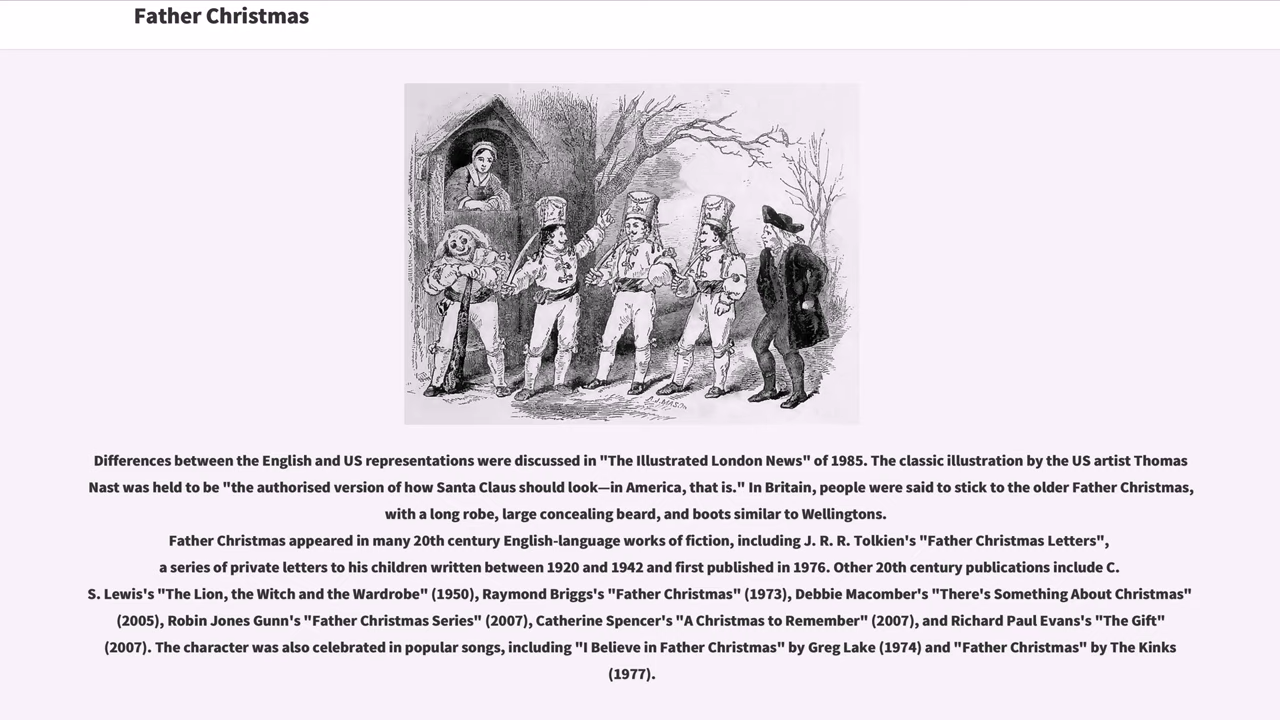 Father Christmas
Differences between the English and US representations were discussed in "The Illustrated London News" of 1985. The classic illustration by the US artist Thomas
Nast was held to be "the authorised version of how Santa Claus should look—in America, that is." In Britain, people were said to stick to the older Father Christmas,
with a long robe, large concealing beard, and boots similar to Wellingtons.
Father Christmas appeared in many 20th century English-language works of fiction, including J. R. R. Tolkien's "Father Christmas Letters",
a series of private letters to his children written between 1920 and 1942 and first published in 1976. Other 20th century publications include C.
S. Lewis's "The Lion, the Witch and the Wardrobe" (1950), Raymond Briggs's "Father Christmas" (1973), Debbie Macomber's "There's Something About Christmas"
(2005), Robin Jones Gunn's "Father Christmas Series" (2007), Catherine Spencer's "A Christmas to Remember" (2007), and Richard Paul Evans's "The Gift"
(2007). The character was also celebrated in popular songs, including "I Believe in Father Christmas" by Greg Lake (1974) and "Father Christmas" by The Kinks
(1977).